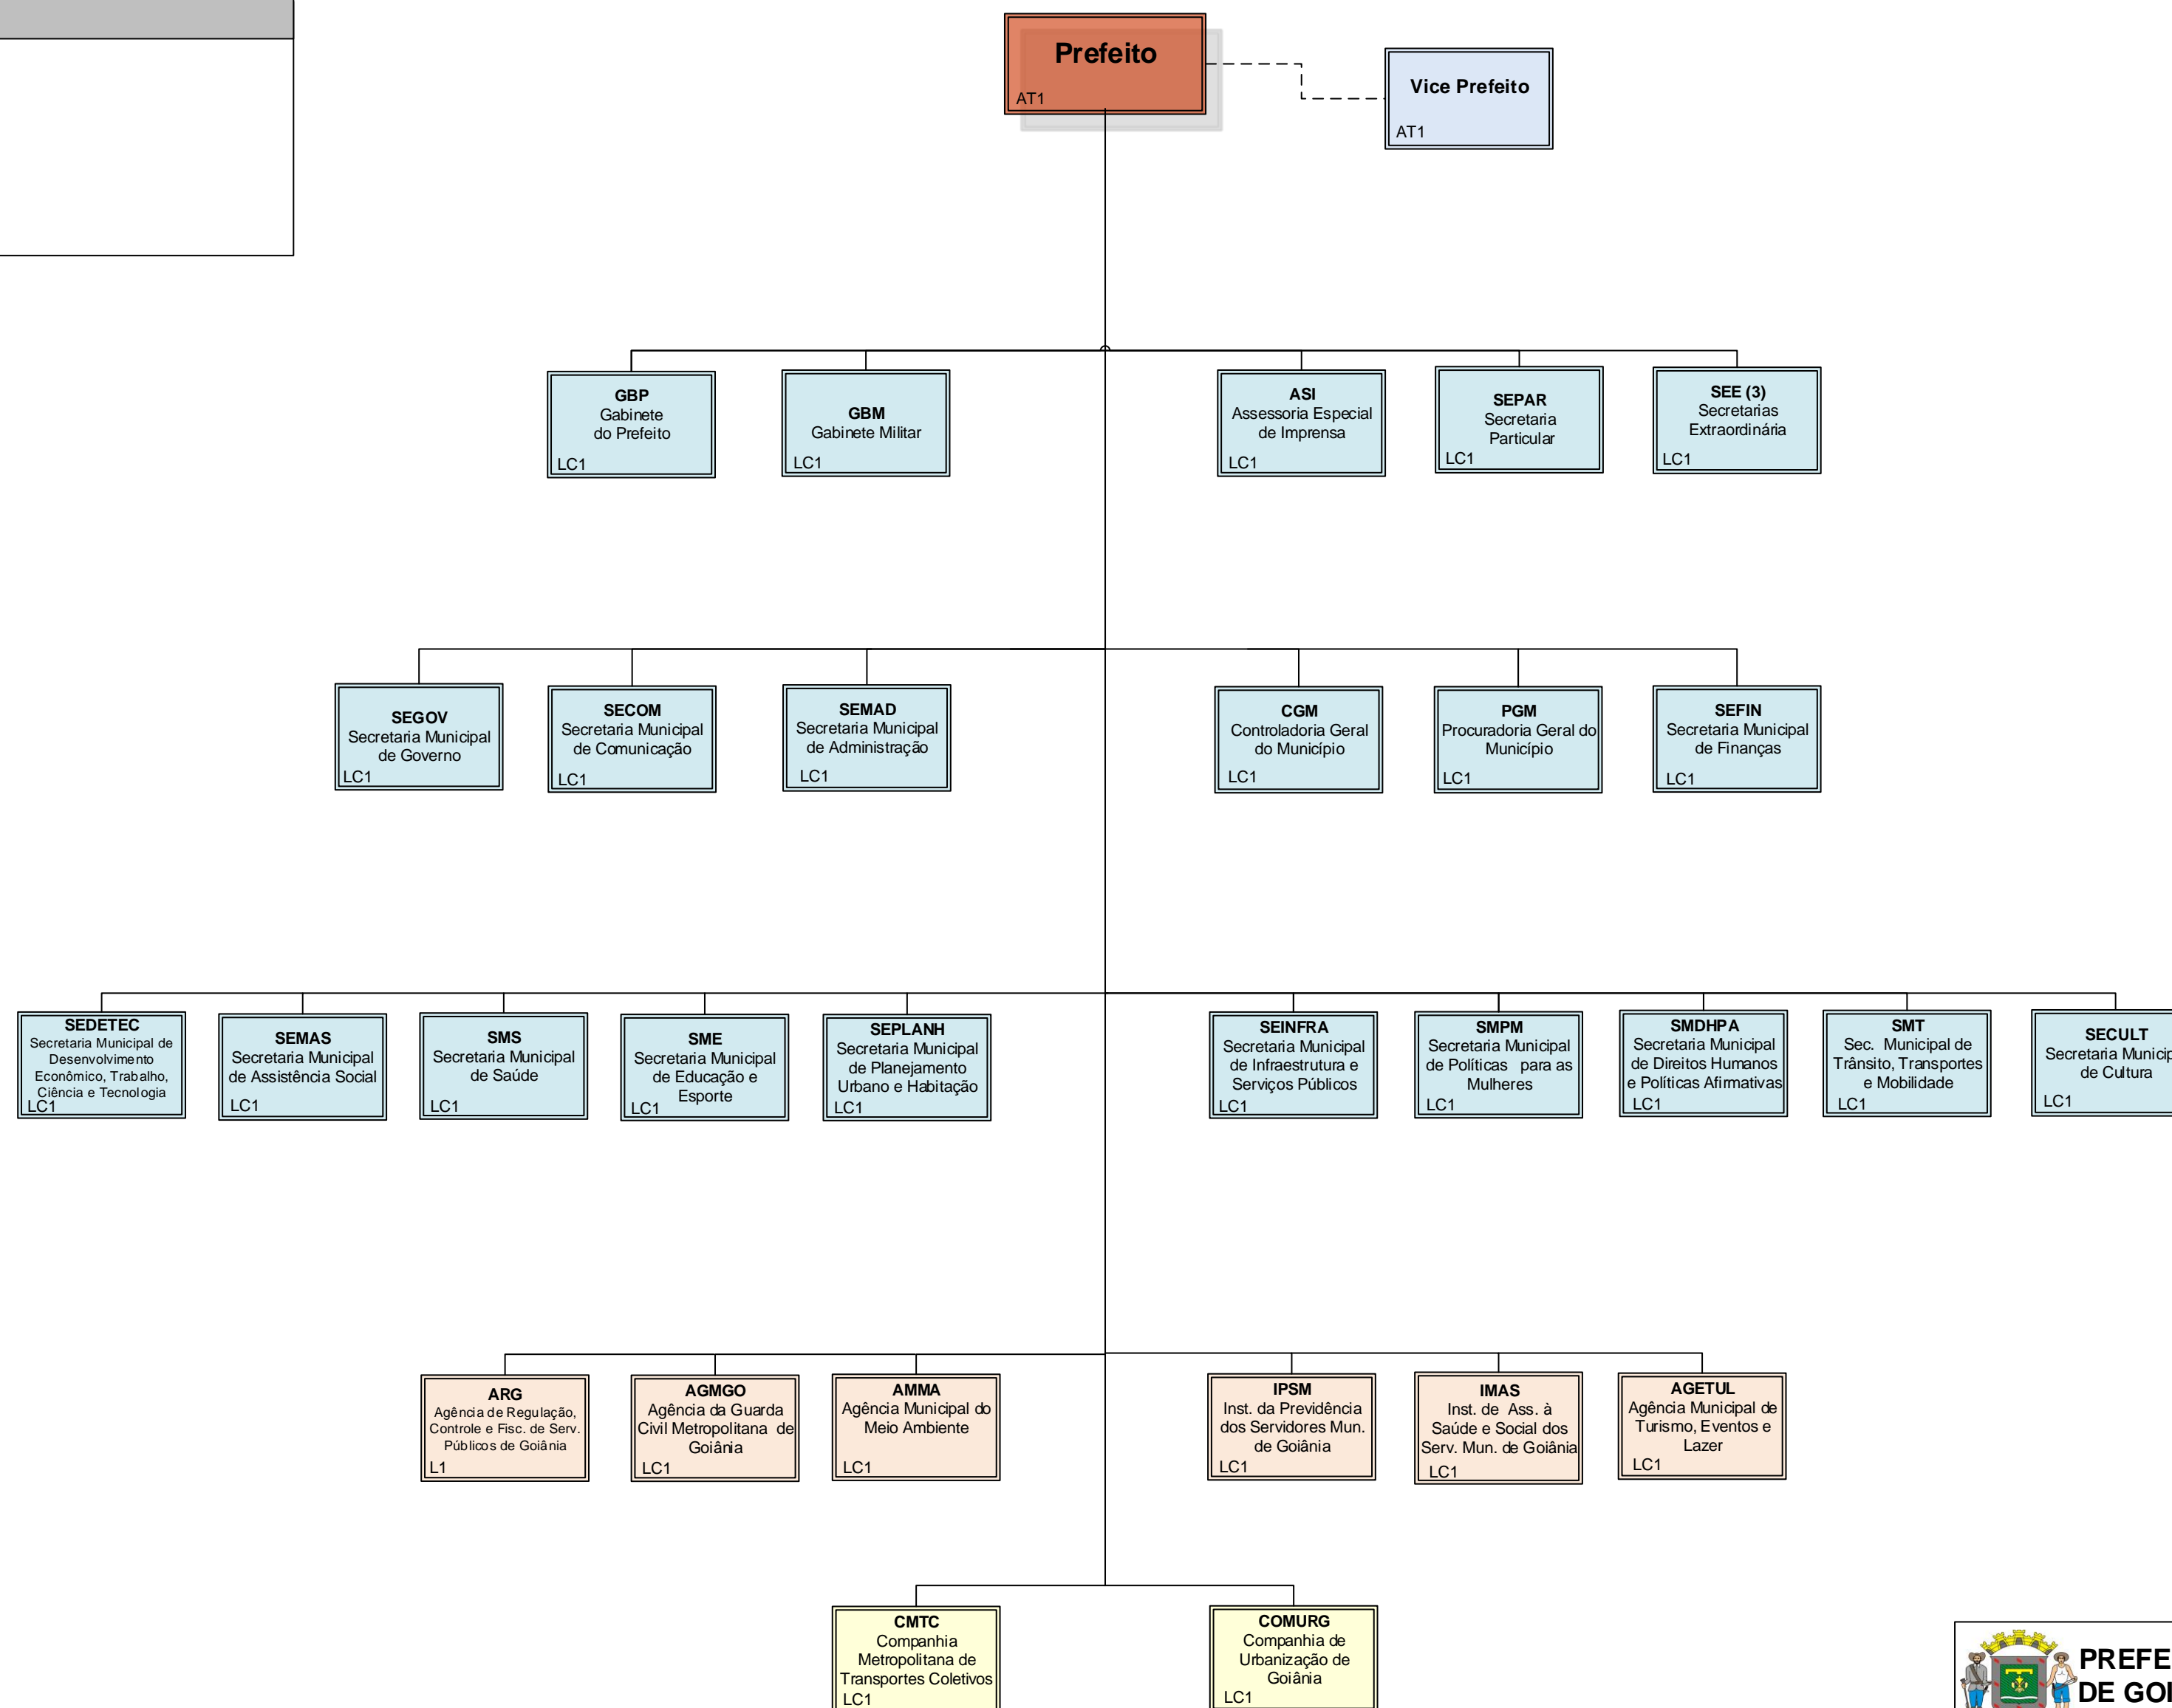 Prefeito
AT1
Vice Prefeito
AT1
GBP
Gabinete
do Prefeito
LC1
GBM
Gabinete Militar
LC1
ASI
Assessoria Especial
de Imprensa
LC1
SEPAR
Secretaria
Particular
LC1
SEE (3)
Secretarias
Extraordinária
LC1
SEGOV
Secretaria Municipal
de Governo
LC1
SECOM
Secretaria Municipal
de Comunicação
LC1
SEMAD
Secretaria Municipal
de Administração
LC1
CGM
Controladoria Geral
do Município
LC1
PGM
Procuradoria Geral do
Município
LC1
SEFIN
Secretaria Municipal
de Finanças
LC1
SEDETEC
Secretaria Municipal de
Desenvolvimento
Econômico, Trabalho,
Ciência e Tecnologia
LC1
SEMAS
Secretaria Municipal
de Assistência Social
LC1
SMS
Secretaria Municipal
de Saúde
LC1
SME
Secretaria Municipal
de Educação e
Esporte
LC1
SEPLANH
Secretaria Municipal
de Planejamento
Urbano e Habitação
LC1
SEINFRA
Secretaria Municipal
de Infraestrutura e
Serviços Públicos
LC1
SMPM
Secretaria Municipal
de Políticas para as
Mulheres
LC1
SMDHPA
Secretaria Municipal
de Direitos Humanos
e Políticas Afirmativas
LC1
SMT
Sec. Municipal de
Trânsito, Transportes
e Mobilidade
LC1
SECULT
Secretaria Municip
de Cultura
LC1
ARG
Agência de Regulação,
Controle e Fisc. de Serv.
Públicos de Goiânia
L1
AGMGO
Agência da Guarda
Civil Metropolitana de
Goiânia
LC1
AMMA
Agência Municipal do
Meio Ambiente
LC1
IPSM
Inst. da Previdência
dos Servidores Mun.
de Goiânia
LC1
IMAS
Inst. de Ass. à
Saúde e Social dos
Serv. Mun. de Goiânia
LC1
AGETUL
Agência Municipal de
Turismo, Eventos e
Lazer
LC1
CMTC
Companhia
Metropolitana de
Transportes Coletivos
LC1
COMURG
Companhia de
Urbanização de
Goiânia
LC1
PREFE
DE GOI